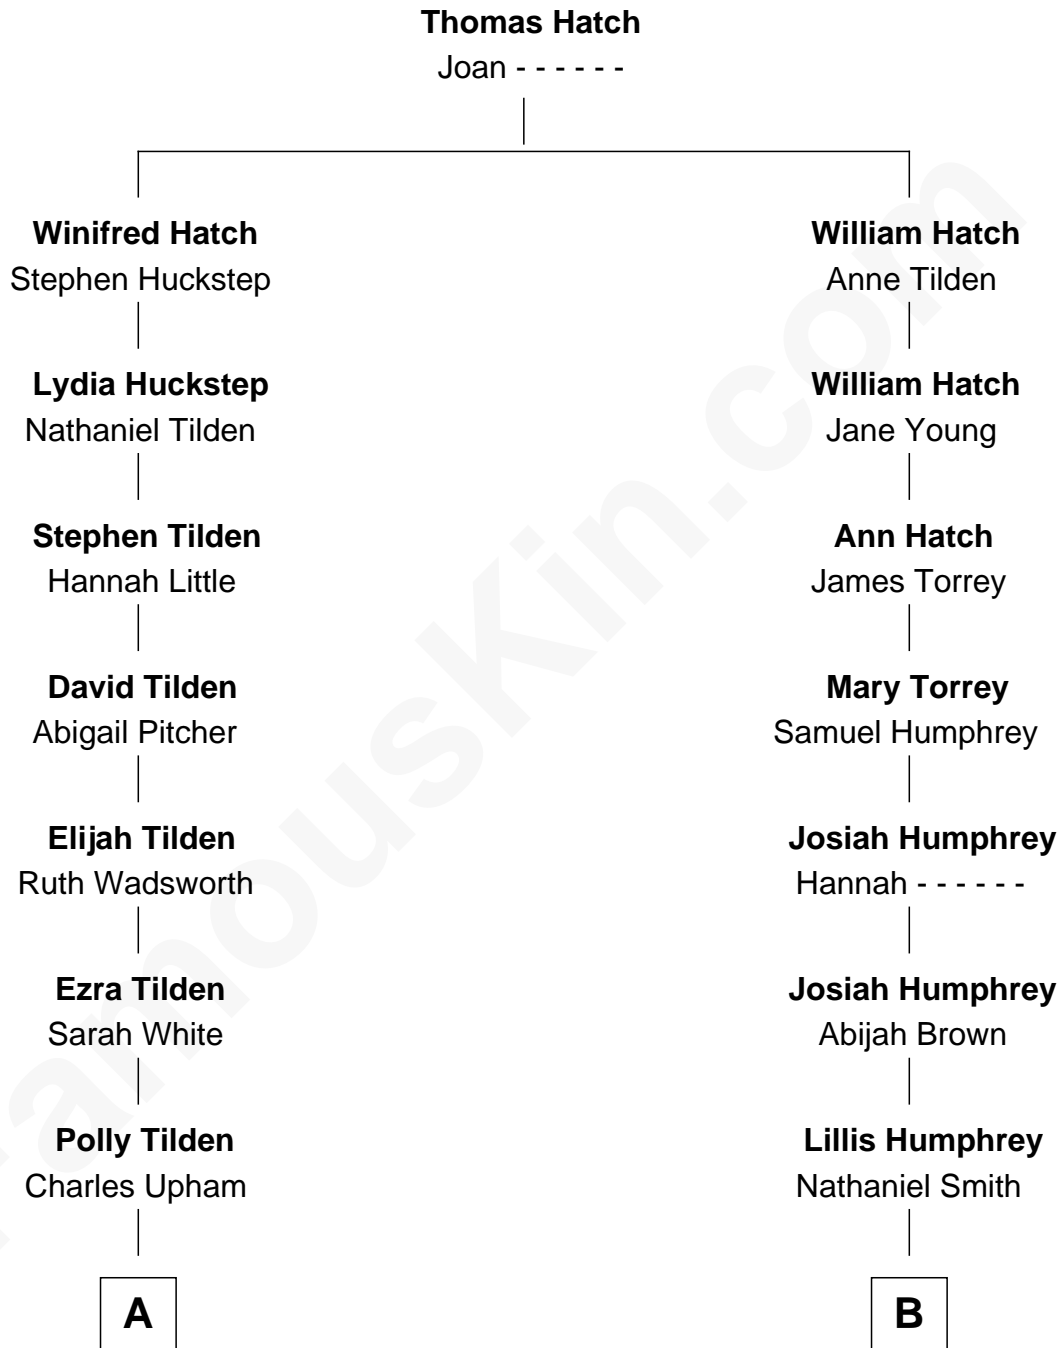 Thomas Hatch
Joan - - - - - -
Winifred Hatch
Stephen Huckstep
William Hatch
Anne Tilden
Lydia Huckstep
Nathaniel Tilden
William Hatch
Jane Young
Stephen Tilden
Hannah Little
Ann Hatch
James Torrey
David Tilden
Abigail Pitcher
Mary Torrey
Samuel Humphrey
Elijah Tilden
Ruth Wadsworth
Josiah Humphrey
Hannah - - - - - -
Ezra Tilden
Sarah White
Josiah Humphrey
Abijah Brown
Polly Tilden
Charles Upham
Lillis Humphrey
Nathaniel Smith
A
B
FamousKin.com